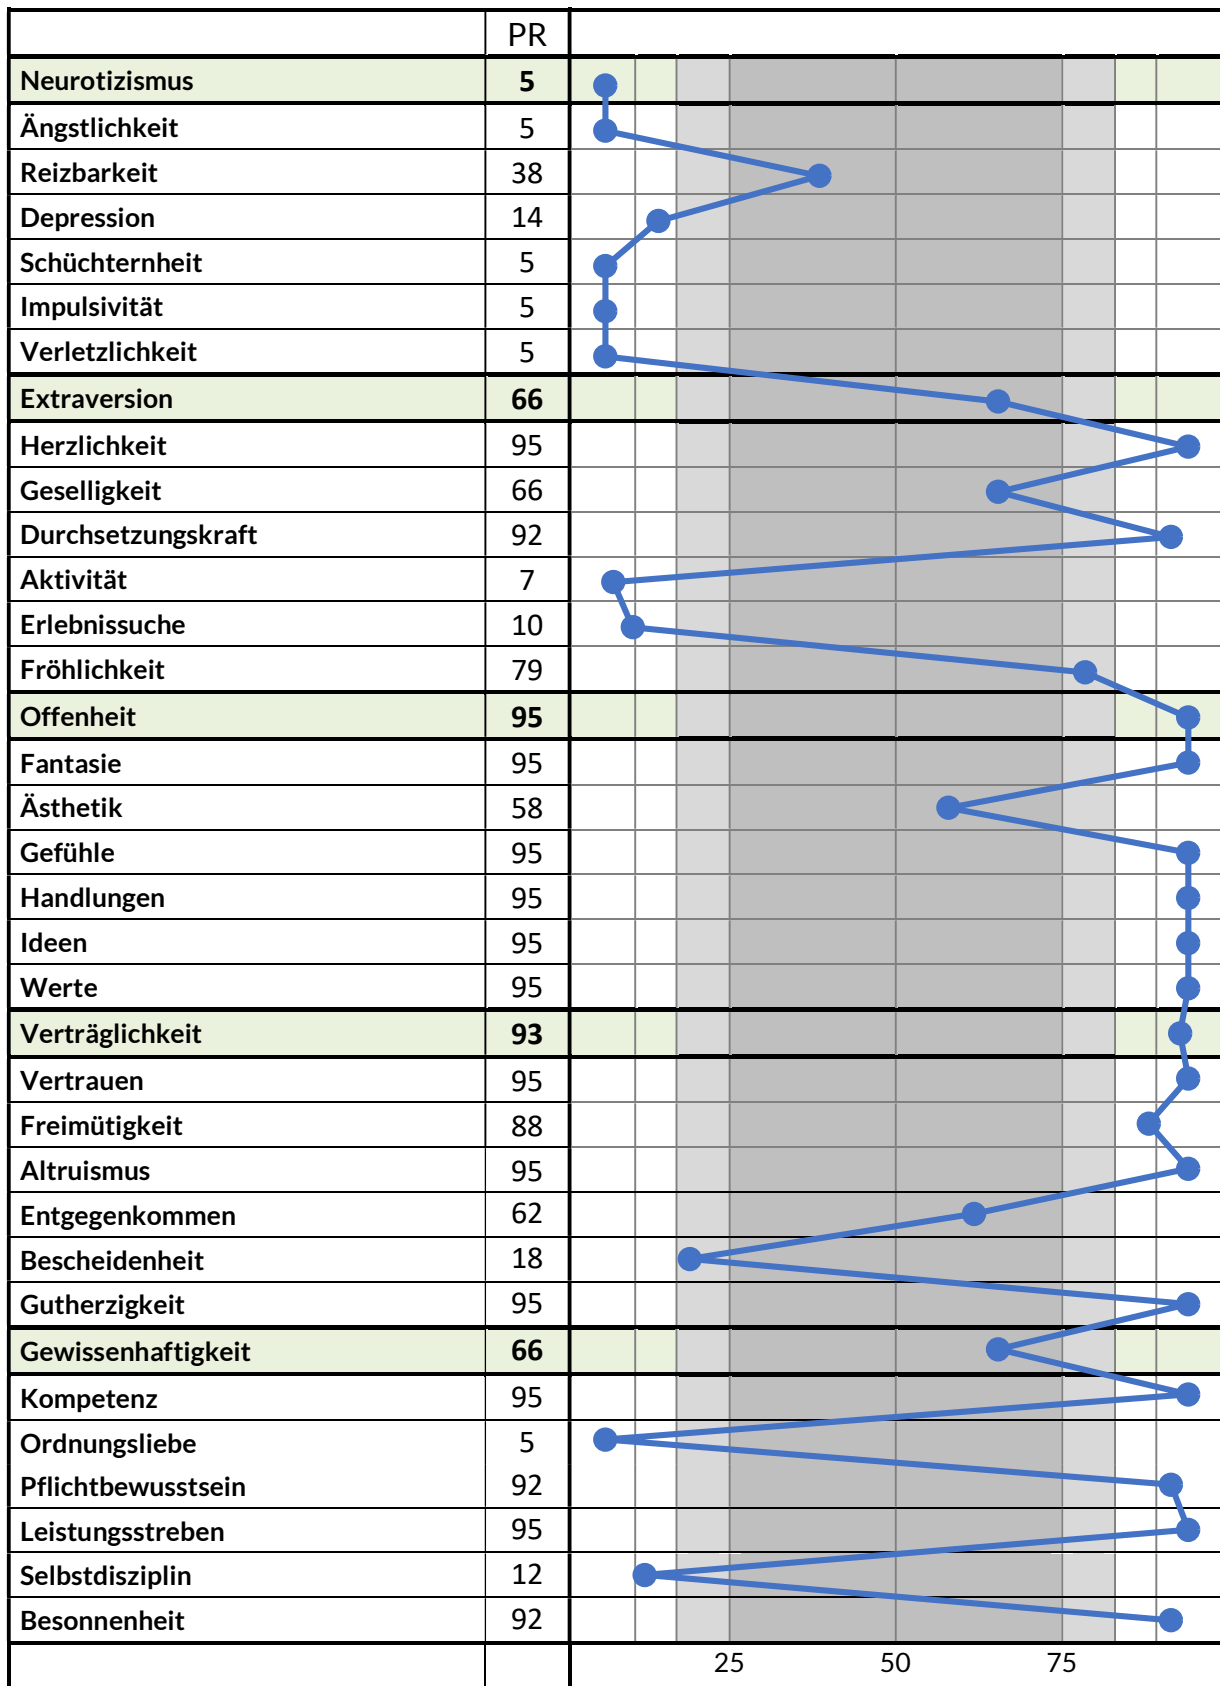 PR
Neurotizismus 5
Ängstlichkeit 5
Reizbarkeit 38
Depression 14
Schüchternheit 5
Impulsivität 5
Verletzlichkeit 5
Extraversion 66
Herzlichkeit 95
Geselligkeit 66
Durchsetzungskraft 92
Aktivität 7
Erlebnissuche 10
Fröhlichkeit 79
Offenheit 95
Fantasie 95
Ästhetik 58
Gefühle 95
Handlungen 95
Ideen 95
Werte 95
Verträglichkeit 93
Vertrauen 95
Freimütigkeit 88
Altruismus 95
Entgegenkommen 62
Bescheidenheit 18
Gutherzigkeit 95
Gewissenhaftigkeit 66
Kompetenz 95
Ordnungsliebe 5
Pflichtbewusstsein 92
Leistungsstreben 95
Selbstdisziplin 12
Besonnenheit 92
25 50 75